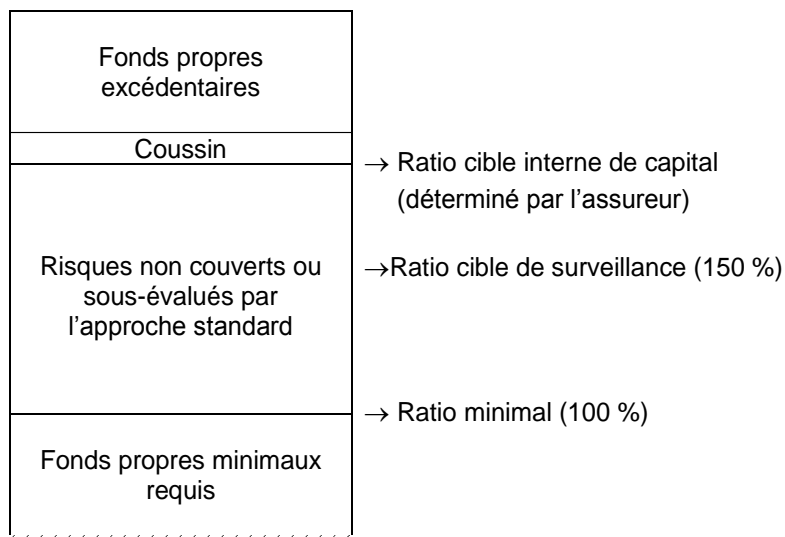 Fonds propres
excédentaires
Coussin
→ Ratio cible interne de capital
(déterminé par l’assureur)
Risques non couverts ou
sous-évalués par
l’approche standard
→Ratio cible de surveillance (150 %)
→ Ratio minimal (100 %)
Fonds propres minimaux
requis